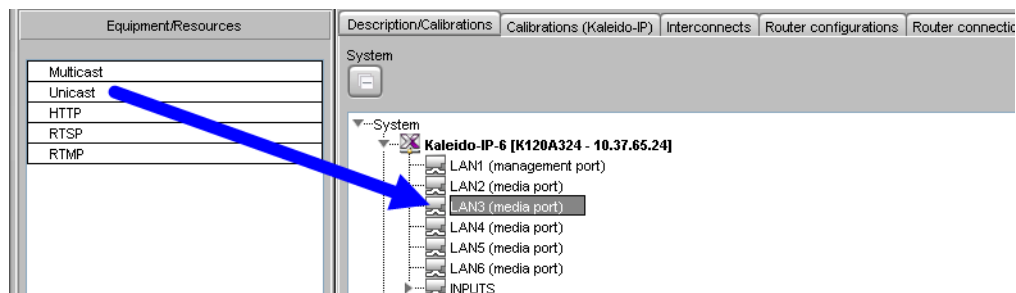 Equipment/Resources
Multicast
Unicast
HTTP
RTSP
RTMP
Description/Calibrations Calibrations (Kaleido-IP) Interconnects Router configurations Router connectio
System
System
Kaleido-IP-6 [K120A324 - 10.37.65.24]
LAN1 (management port)
LAN2 (media port)
LAN3 (media port)
LAN4 (media port)
LAN5 (media port)
LAN6 (media port)
INPUTS